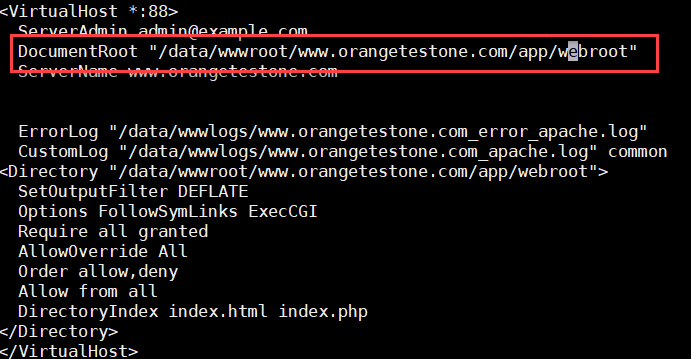 <VirtualHost *:88>
  ServerAdmin admin@example.com
  DocumentRoot "/data/wwwroot/www.orangetestone.com/app/webroot"
  ServerName www.orangetestone.com
  ErrorLog "/data/wwwlogs/www.orangetestone.com_error_apache.log"
  CustomLog "/data/wwwlogs/www.orangetestone.com_apache.log" common
<Directory "/data/wwwroot/www.orangetestone.com/app/webroot">
  SetOutputFilter DEFLATE
  Options FollowSymLinks ExecCGI
  Require all granted
  AllowOverride All
  Order allow,deny
  Allow from all
  DirectoryIndex index.html index.php
</Directory>
</VirtualHost>